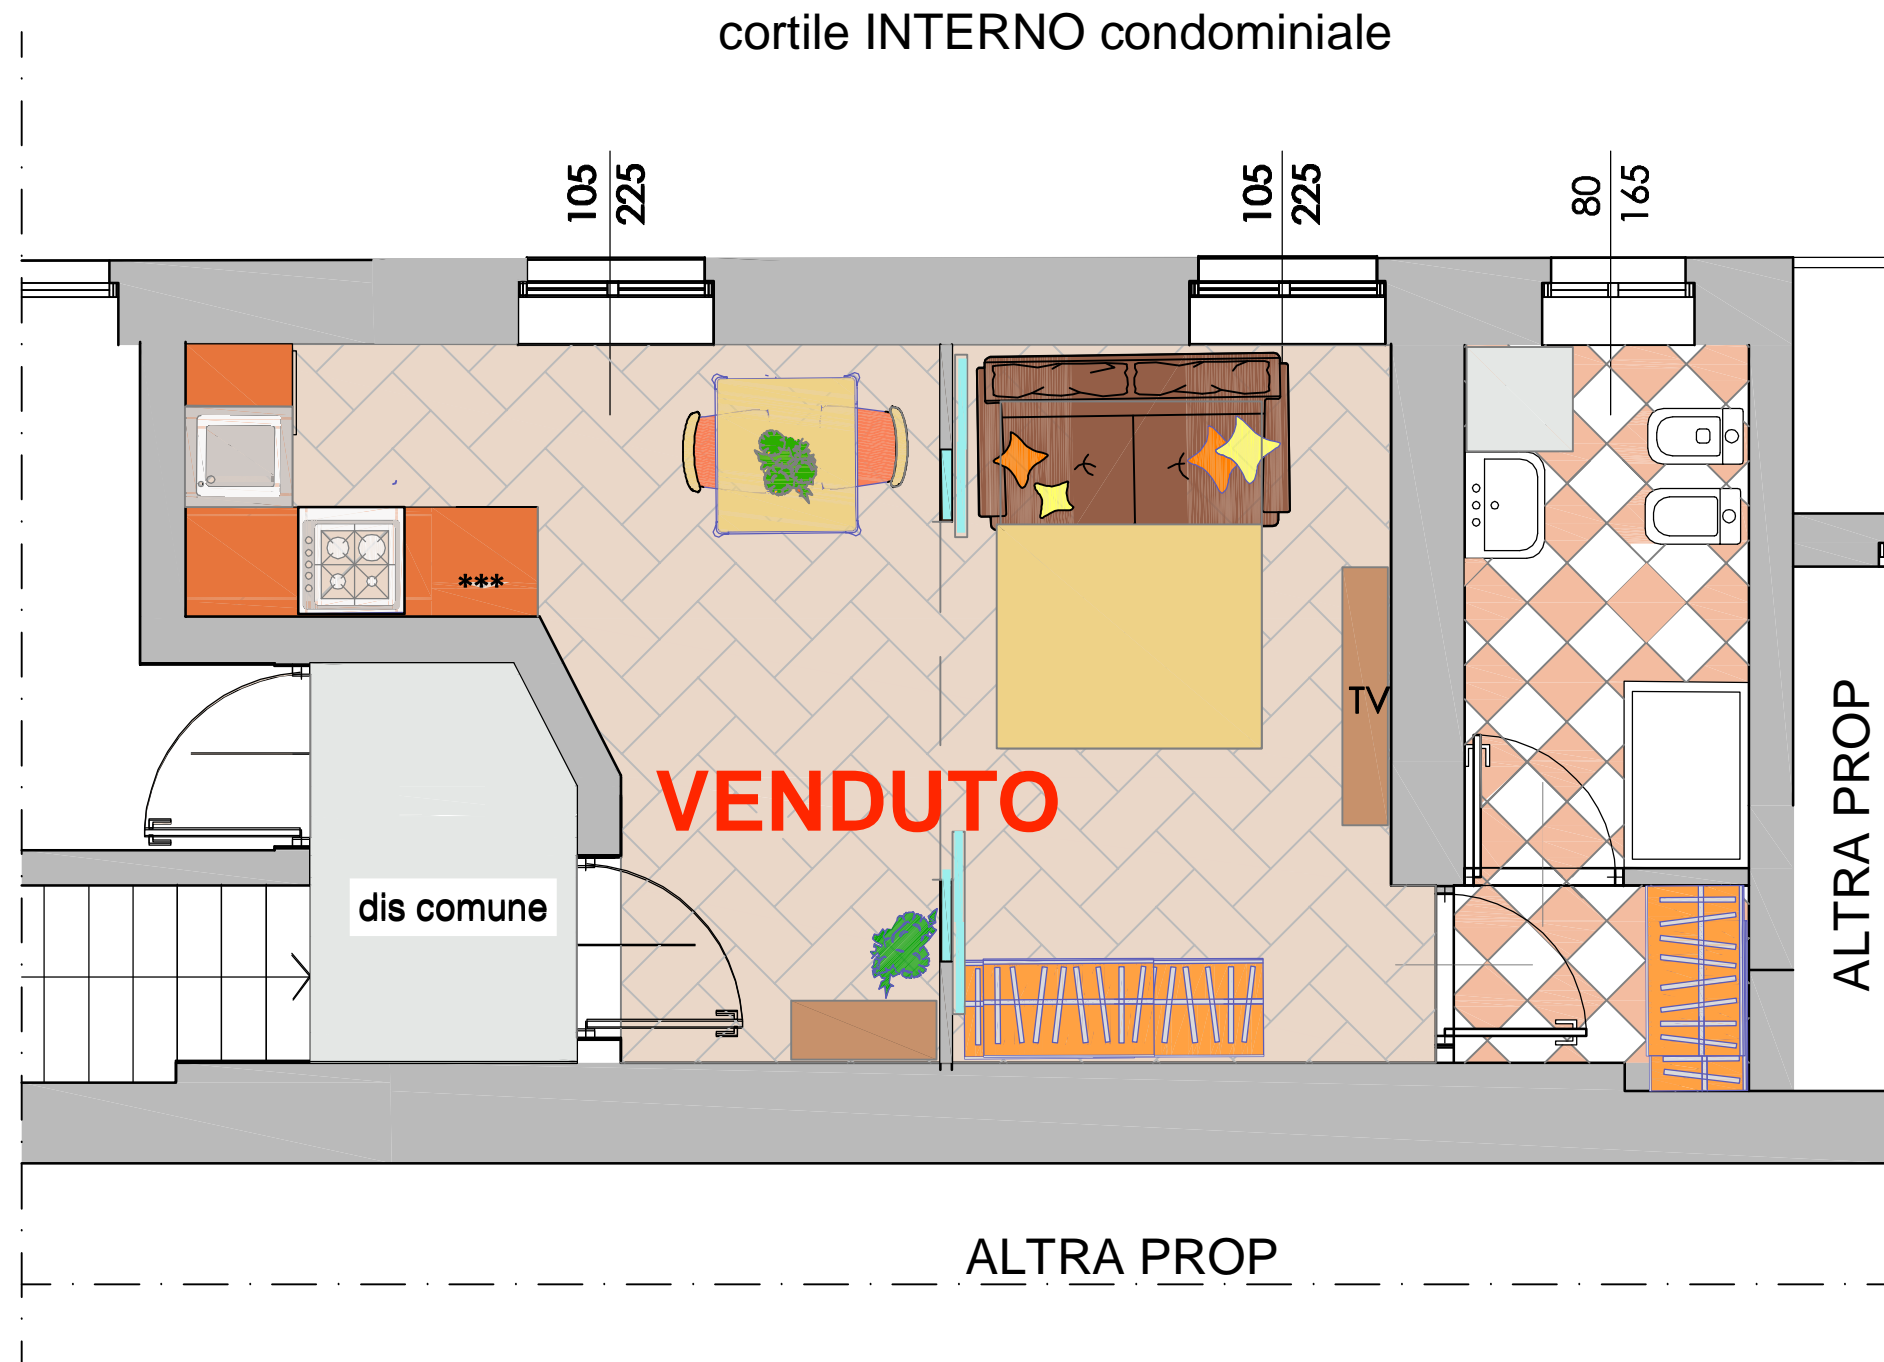 cortile INTERNO condominiale
105
225
105
225
80
165
***
TV
VENDUTO
dis comune
ALTRA PROP
ALTRA PROP